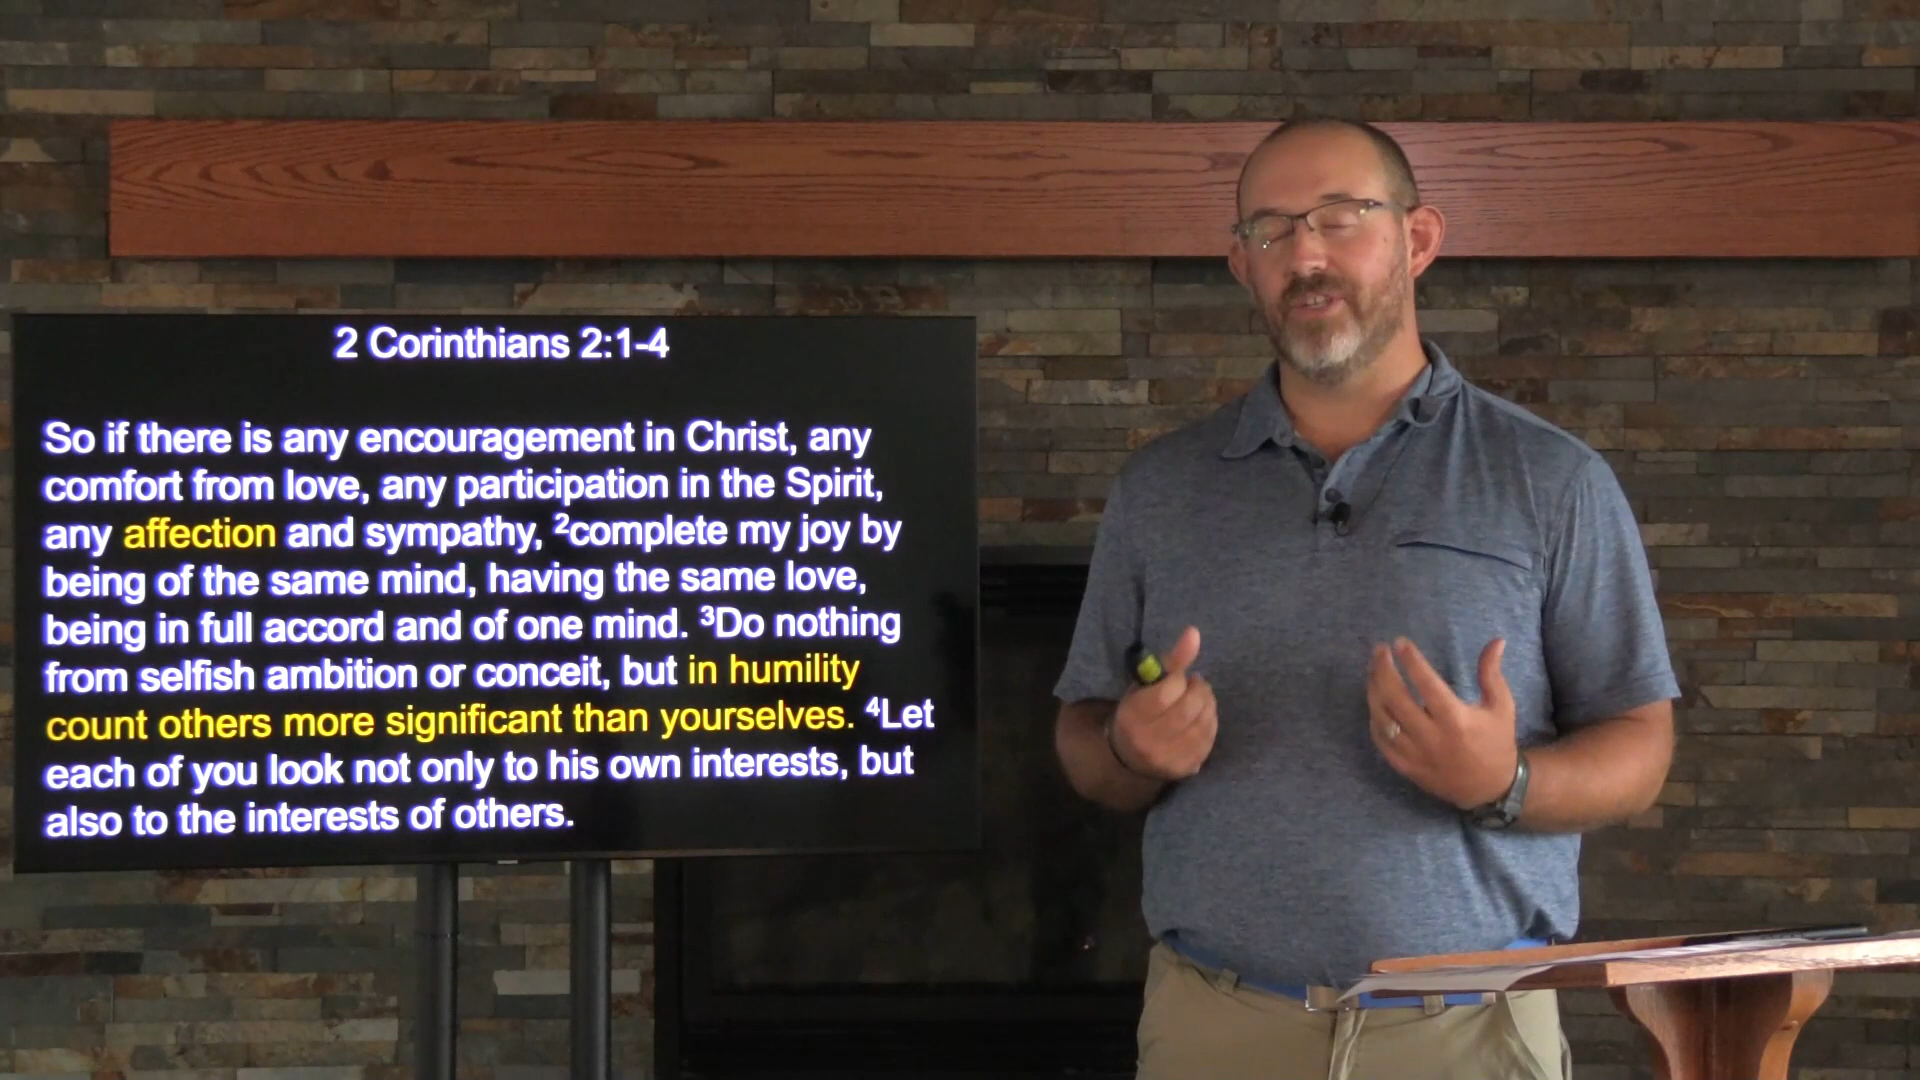 2 Corinthians 2:1-4
So if there is any encouragement in Christ, any
comfort from love, any participation in the Spirit,
any affection and sympathy, ²complete my joy by
being of the same mind, having the same love,
being in full accord and of one mind. ³Do nothing
from selfish ambition or conceit, but in humility
count others more significant than yourselves. ⁴Let
each of you look not only to his own interests, but
also to the interests of others.